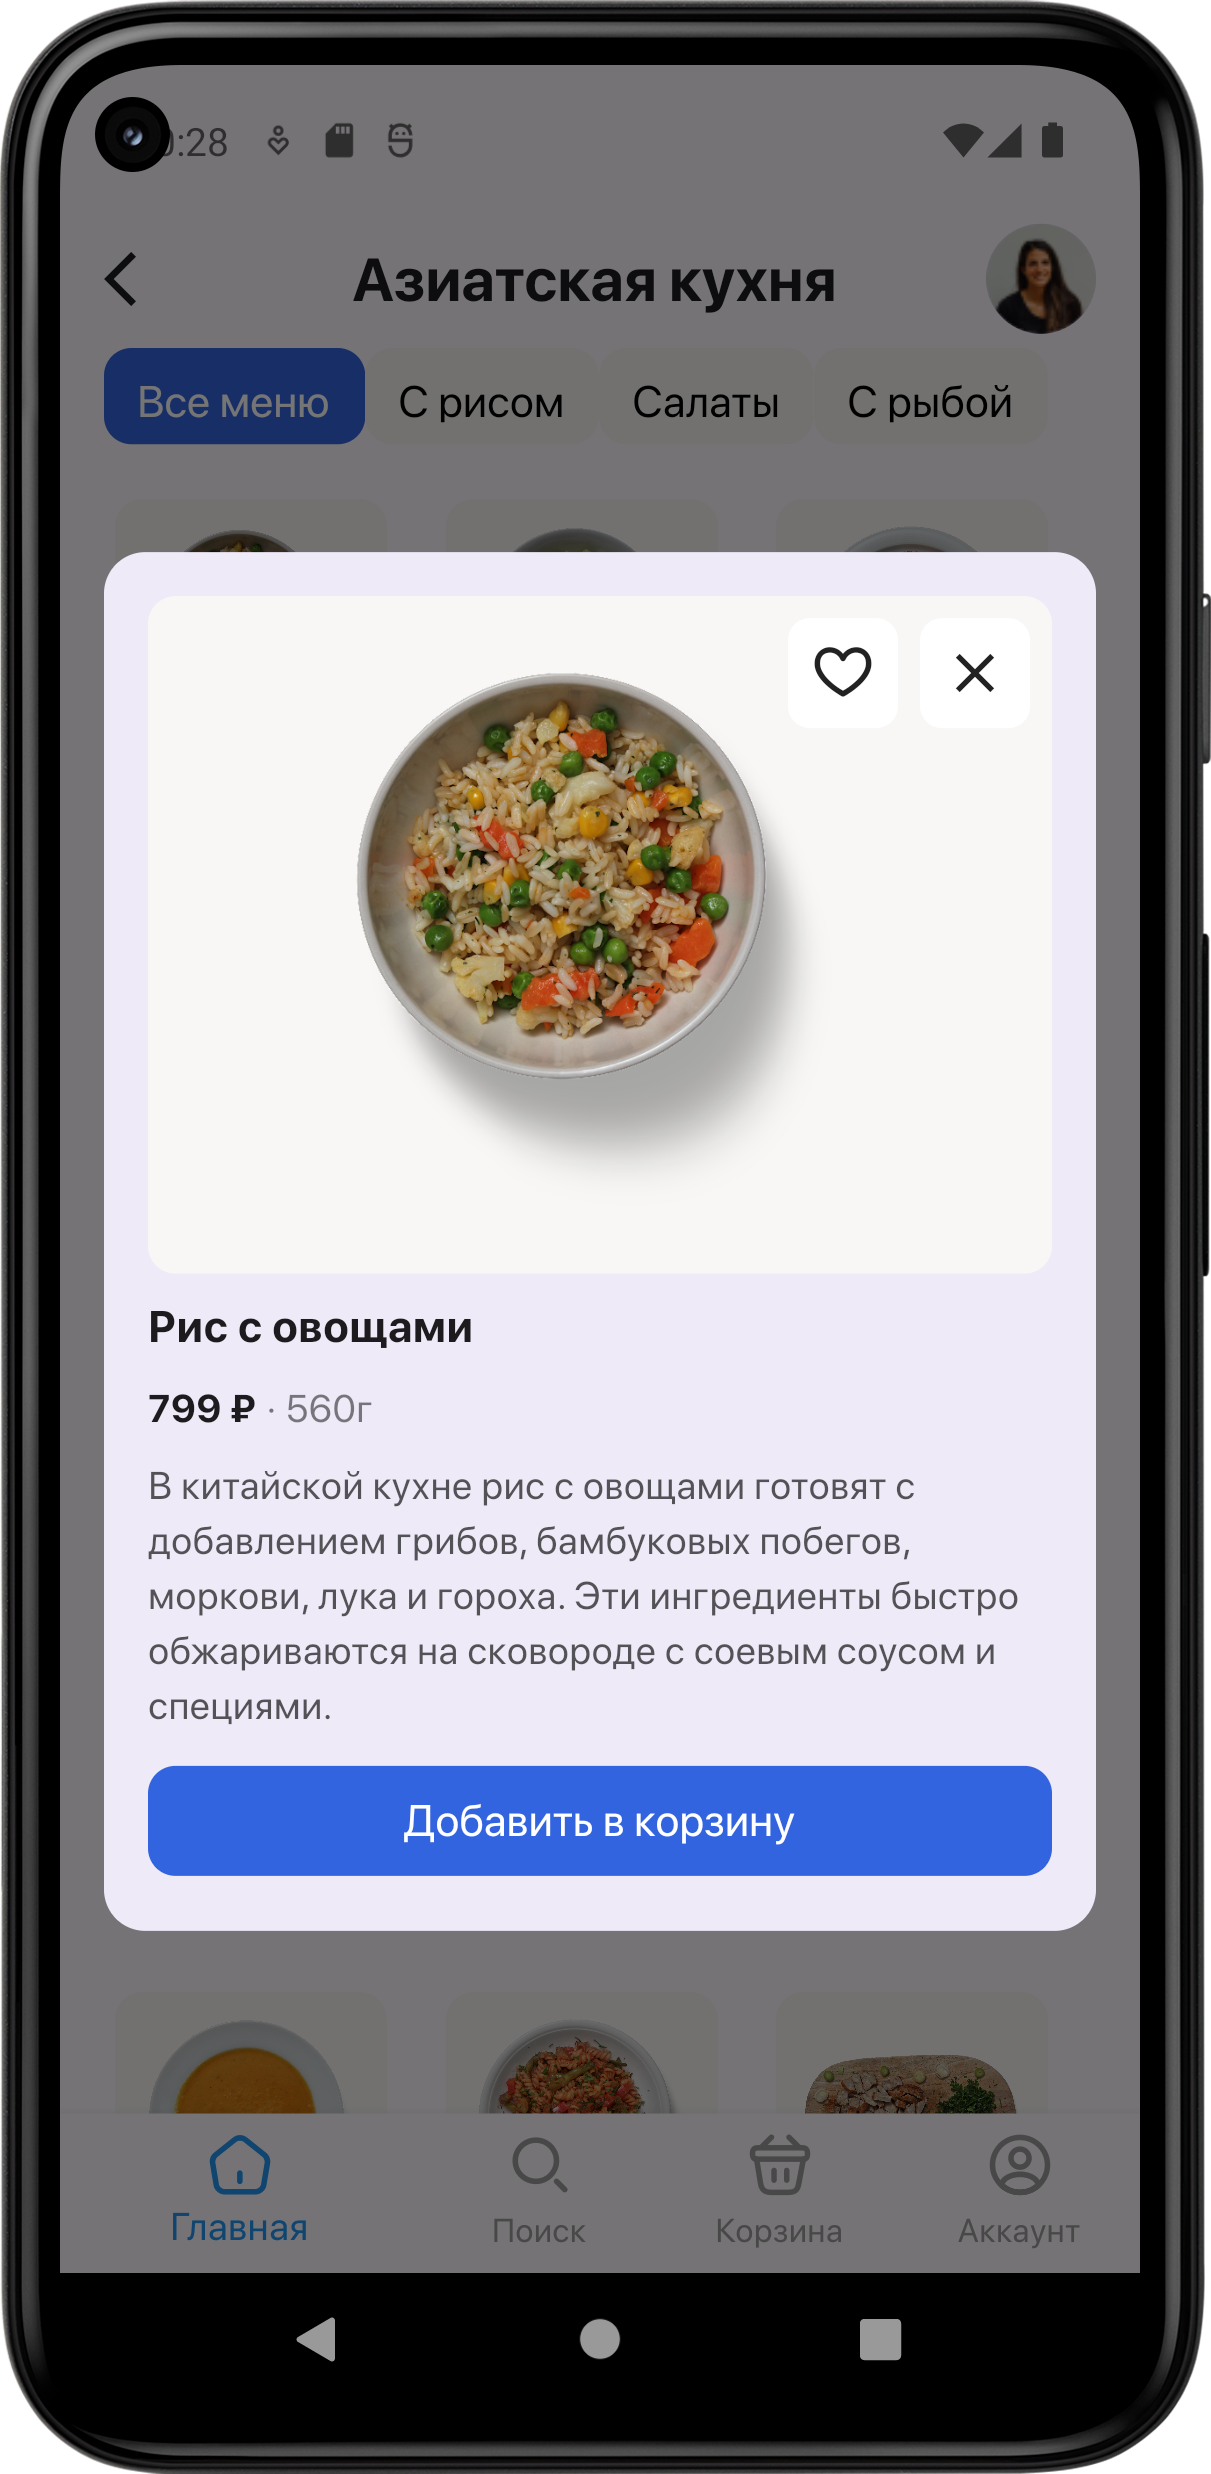 :28
Азиатская кухня
Все меню С рисом Салаты С рыбой
Рис с овощами
799 ₽ · 560г
В китайской кухне рис с овощами готовят с
добавлением грибов, бамбуковых побегов,
моркови, лука и гороха. Эти ингредиенты быстро
обжариваются на сковороде с соевым соусом и
специями.
Добавить в корзину
Главная Поиск Корзина Аккаунт